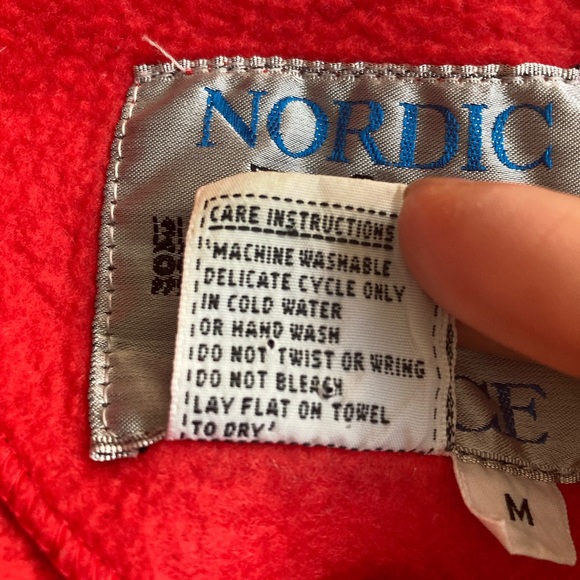 NORDIC
CARE INSTRUCTIONS
MACHINE WASHABLE
DELICATE CYCLE ONLY
IN COLD WATER
OR HAND WASH
DO NOT TWIST OR WRING
DO NOT BLEACH
LAY FLAT ON TOWEL
TO DRY
CE
M